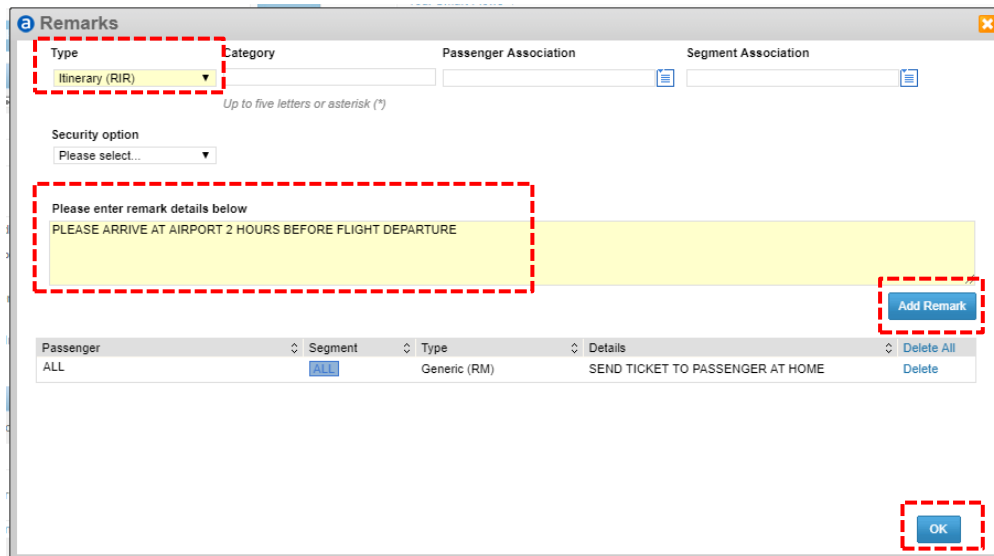 a Remarks
Type Category Passenger Association Segment Association
Itinerary (RIR)
Up to five letters or asterisk (*)
Security option
Please select...
Please enter remark details below
PLEASE ARRIVE AT AIRPORT 2 HOURS BEFORE FLIGHT DEPARTURE
Add Remark
Passenger Segment Type Details Delete All
ALL ALL Generic (RM) SEND TICKET TO PASSENGER AT HOME Delete
OK